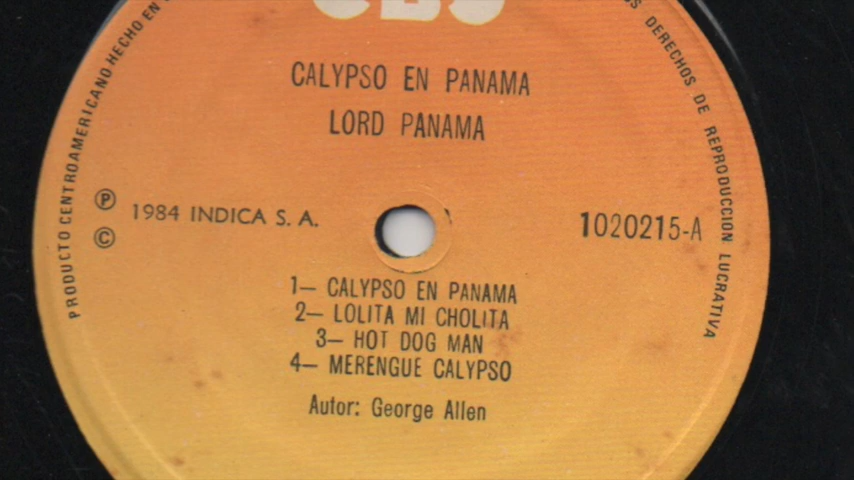 CBS
CALYPSO EN PANAMA
LORD PANAMA
PRODUCTO CENTROAMERICANO HECHO EN
DERECHOS DE REPRODUCCION LUCRATIVA
Ⓟ
© 1984 INDICA S. A.
1020215-A
1— CALYPSO EN PANAMA
2— LOLITA MI CHOLITA
3— HOT DOG MAN
4— MERENGUE CALYPSO
Autor: George Allen